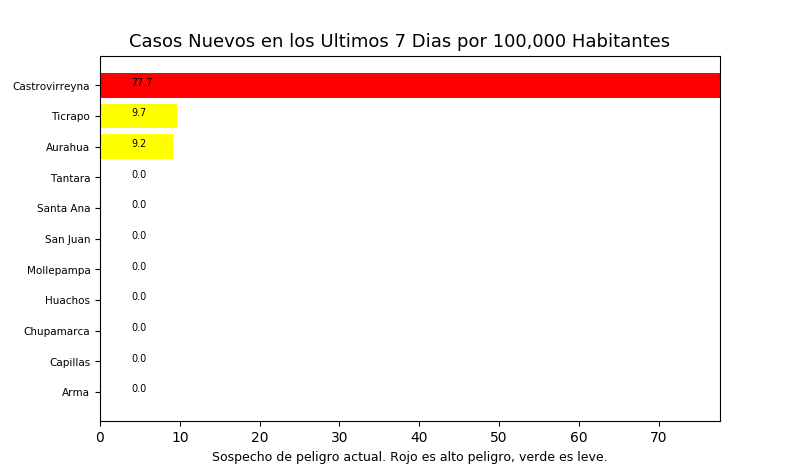 Casos Nuevos en los Ultimos 7 Dias por 100,000 Habitantes
Castrovirreyna 77.7
Ticrapo 9.7
Aurahua 9.2
Tantara 0.0
Santa Ana 0.0
San Juan 0.0
Mollepampa 0.0
Huachos 0.0
Chupamarca 0.0
Capillas 0.0
Arma 0.0
0 10 20 30 40 50 60 70
Sospecho de peligro actual. Rojo es alto peligro, verde es leve.